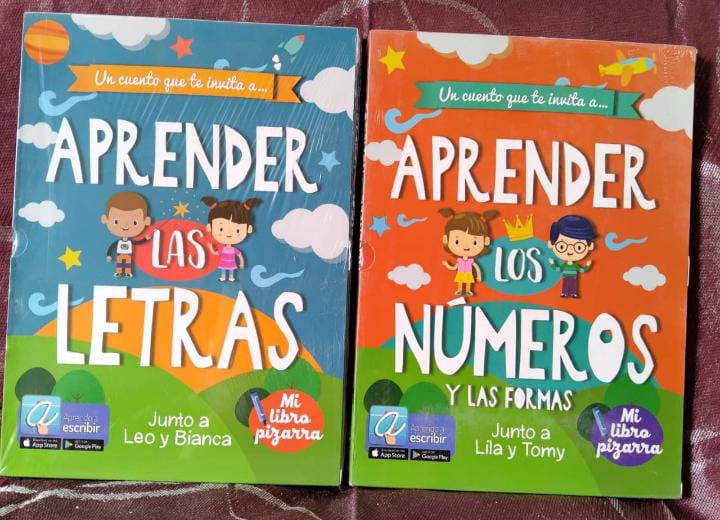 Un cuento que te invita a...
APRENDER
LAS
LETRAS
a
Aprendo a
escribir
App Store
Google Play
Junto a
Leo y Bianca
Mi
libro
pizarra
Un cuento que te invita a...
APRENDER
LOS
NÚMEROS
Y LAS FORMAS
a
Aprendo a
escribir
App Store
Google Play
Junto a
Lila y Tomy
Mi
libro
pizarra